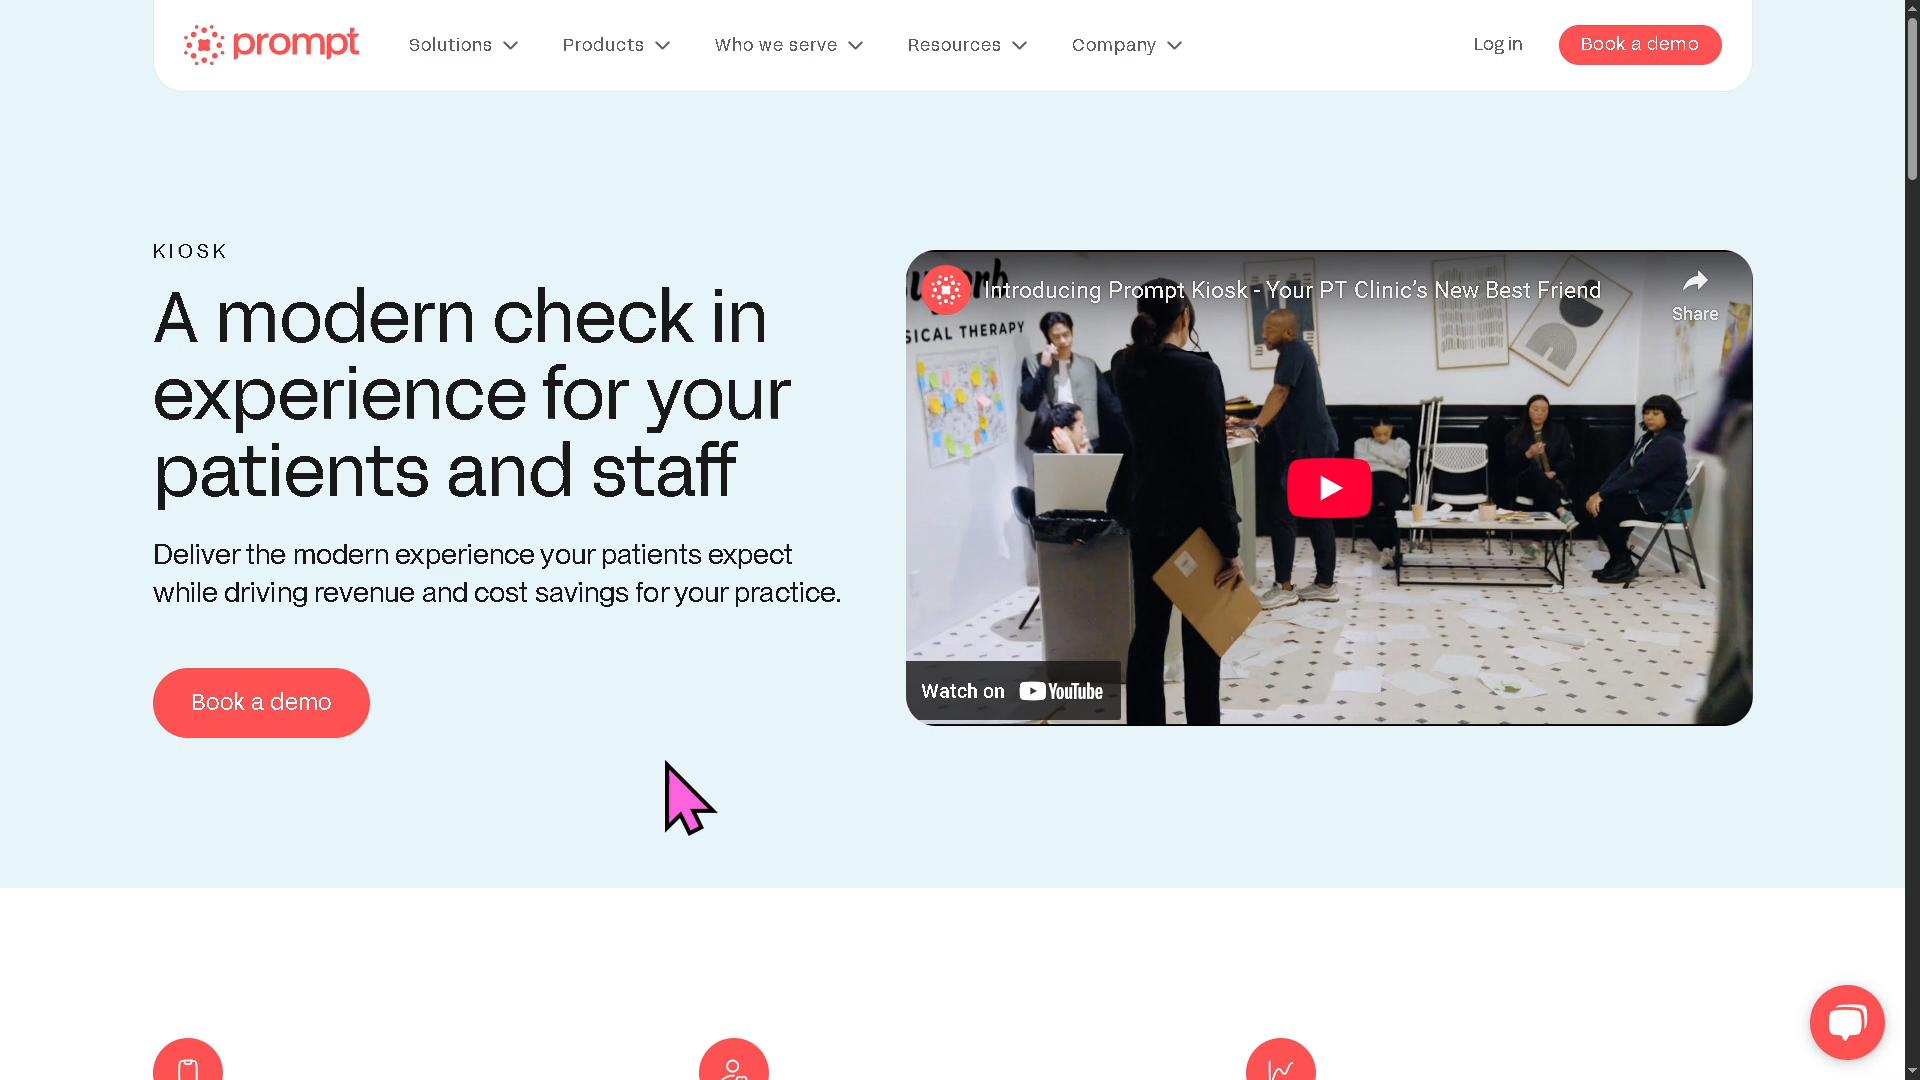 prompt
Solutions
Products
Who we serve
Resources
Company
Log in
Book a demo
KIOSK
A modern check in
experience for your
patients and staff
Deliver the modern experience your patients expect
while driving revenue and cost savings for your practice.
Book a demo
Introducing Prompt Kiosk - Your PT Clinic's New Best Friend
Share
SICAL THERAPY
Watch on YouTube